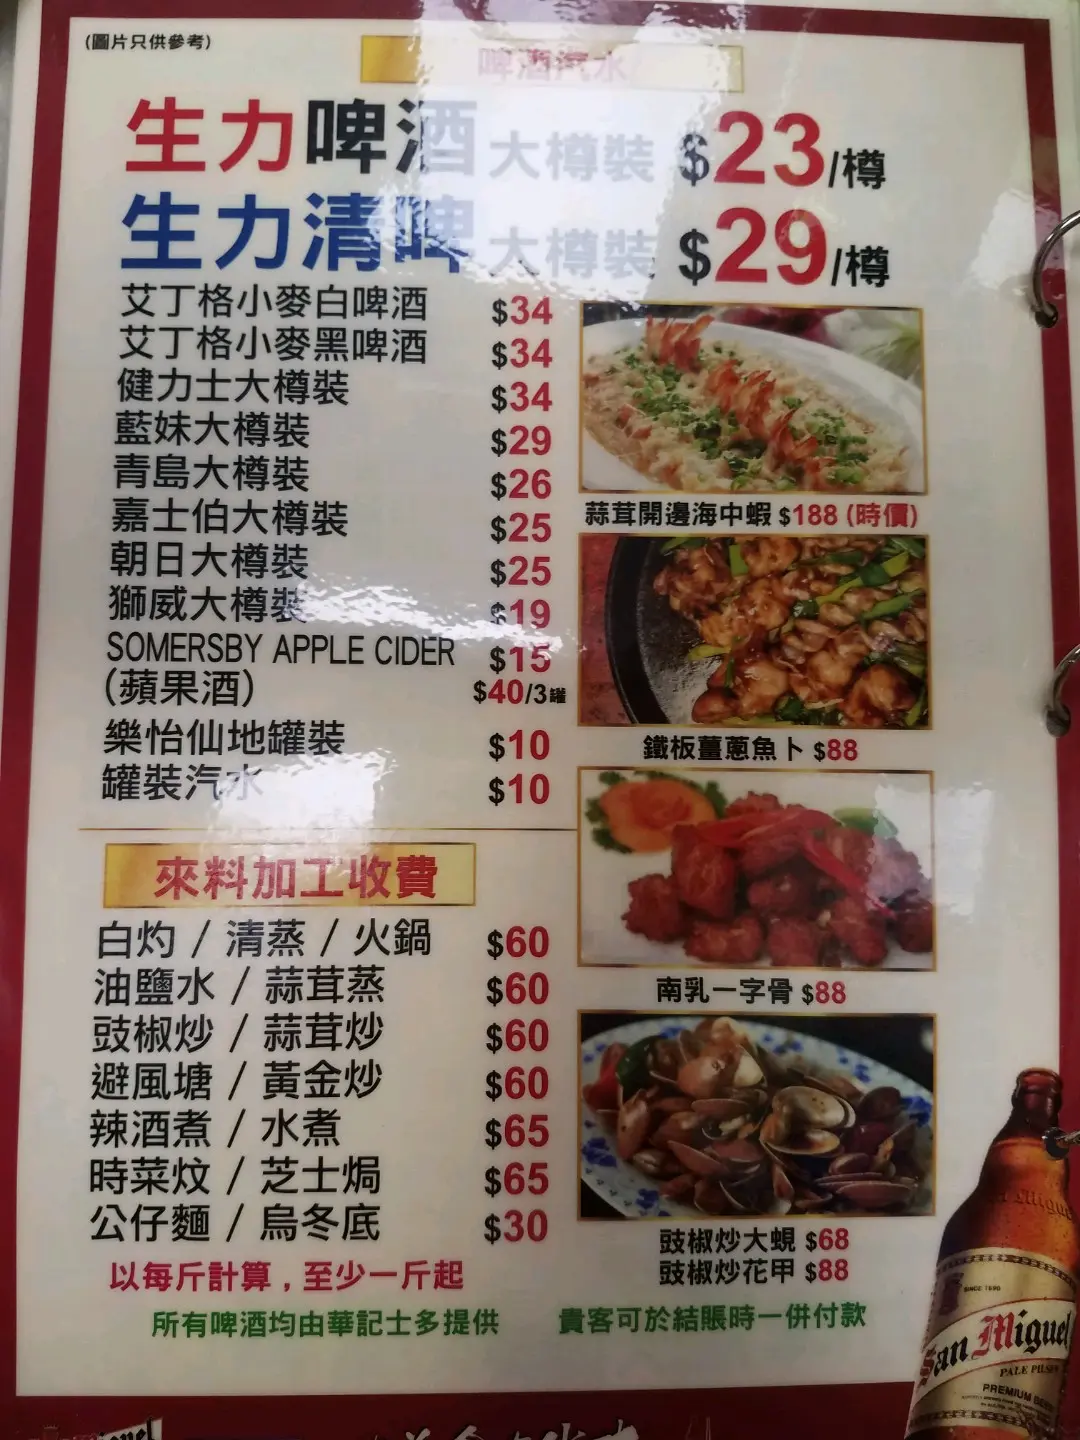 (圖片只供參考)
啤酒汽水
生力啤酒 大樽裝 $23/樽
生力清啤 大樽裝 $29/樽
艾丁格小麥白啤酒 $34
艾丁格小麥黑啤酒 $34
健力士大樽裝 $34
藍妹大樽裝 $29
青島大樽裝 $26
嘉士伯大樽裝 $25
朝日大樽裝 $25
獅威大樽裝 $19
SOMERSBY APPLE CIDER $15
(蘋果酒) $40/3罐
樂怡仙地罐裝 $10
罐裝汽水 $10
蒜茸開邊海中蝦 $188 (時價)
鐵板薑蔥魚卜 $88
南乳一字骨 $88
豉椒炒大蜆 $68
豉椒炒花甲 $88
來料加工收費
白灼 / 清蒸 / 火鍋 $60
油鹽水 / 蒜茸蒸 $60
豉椒炒 / 蒜茸炒 $60
避風塘 / 黃金炒 $60
辣酒煮 / 水煮 $65
時菜炆 / 芝士焗 $65
公仔麵 / 烏冬底 $30
以每斤計算，至少一斤起
所有啤酒均由華記士多提供 貴客可於結賬時一併付款
San Miguel
SINCE 1890
San Miguel
PALE PILSEN
PREMIUM BEER